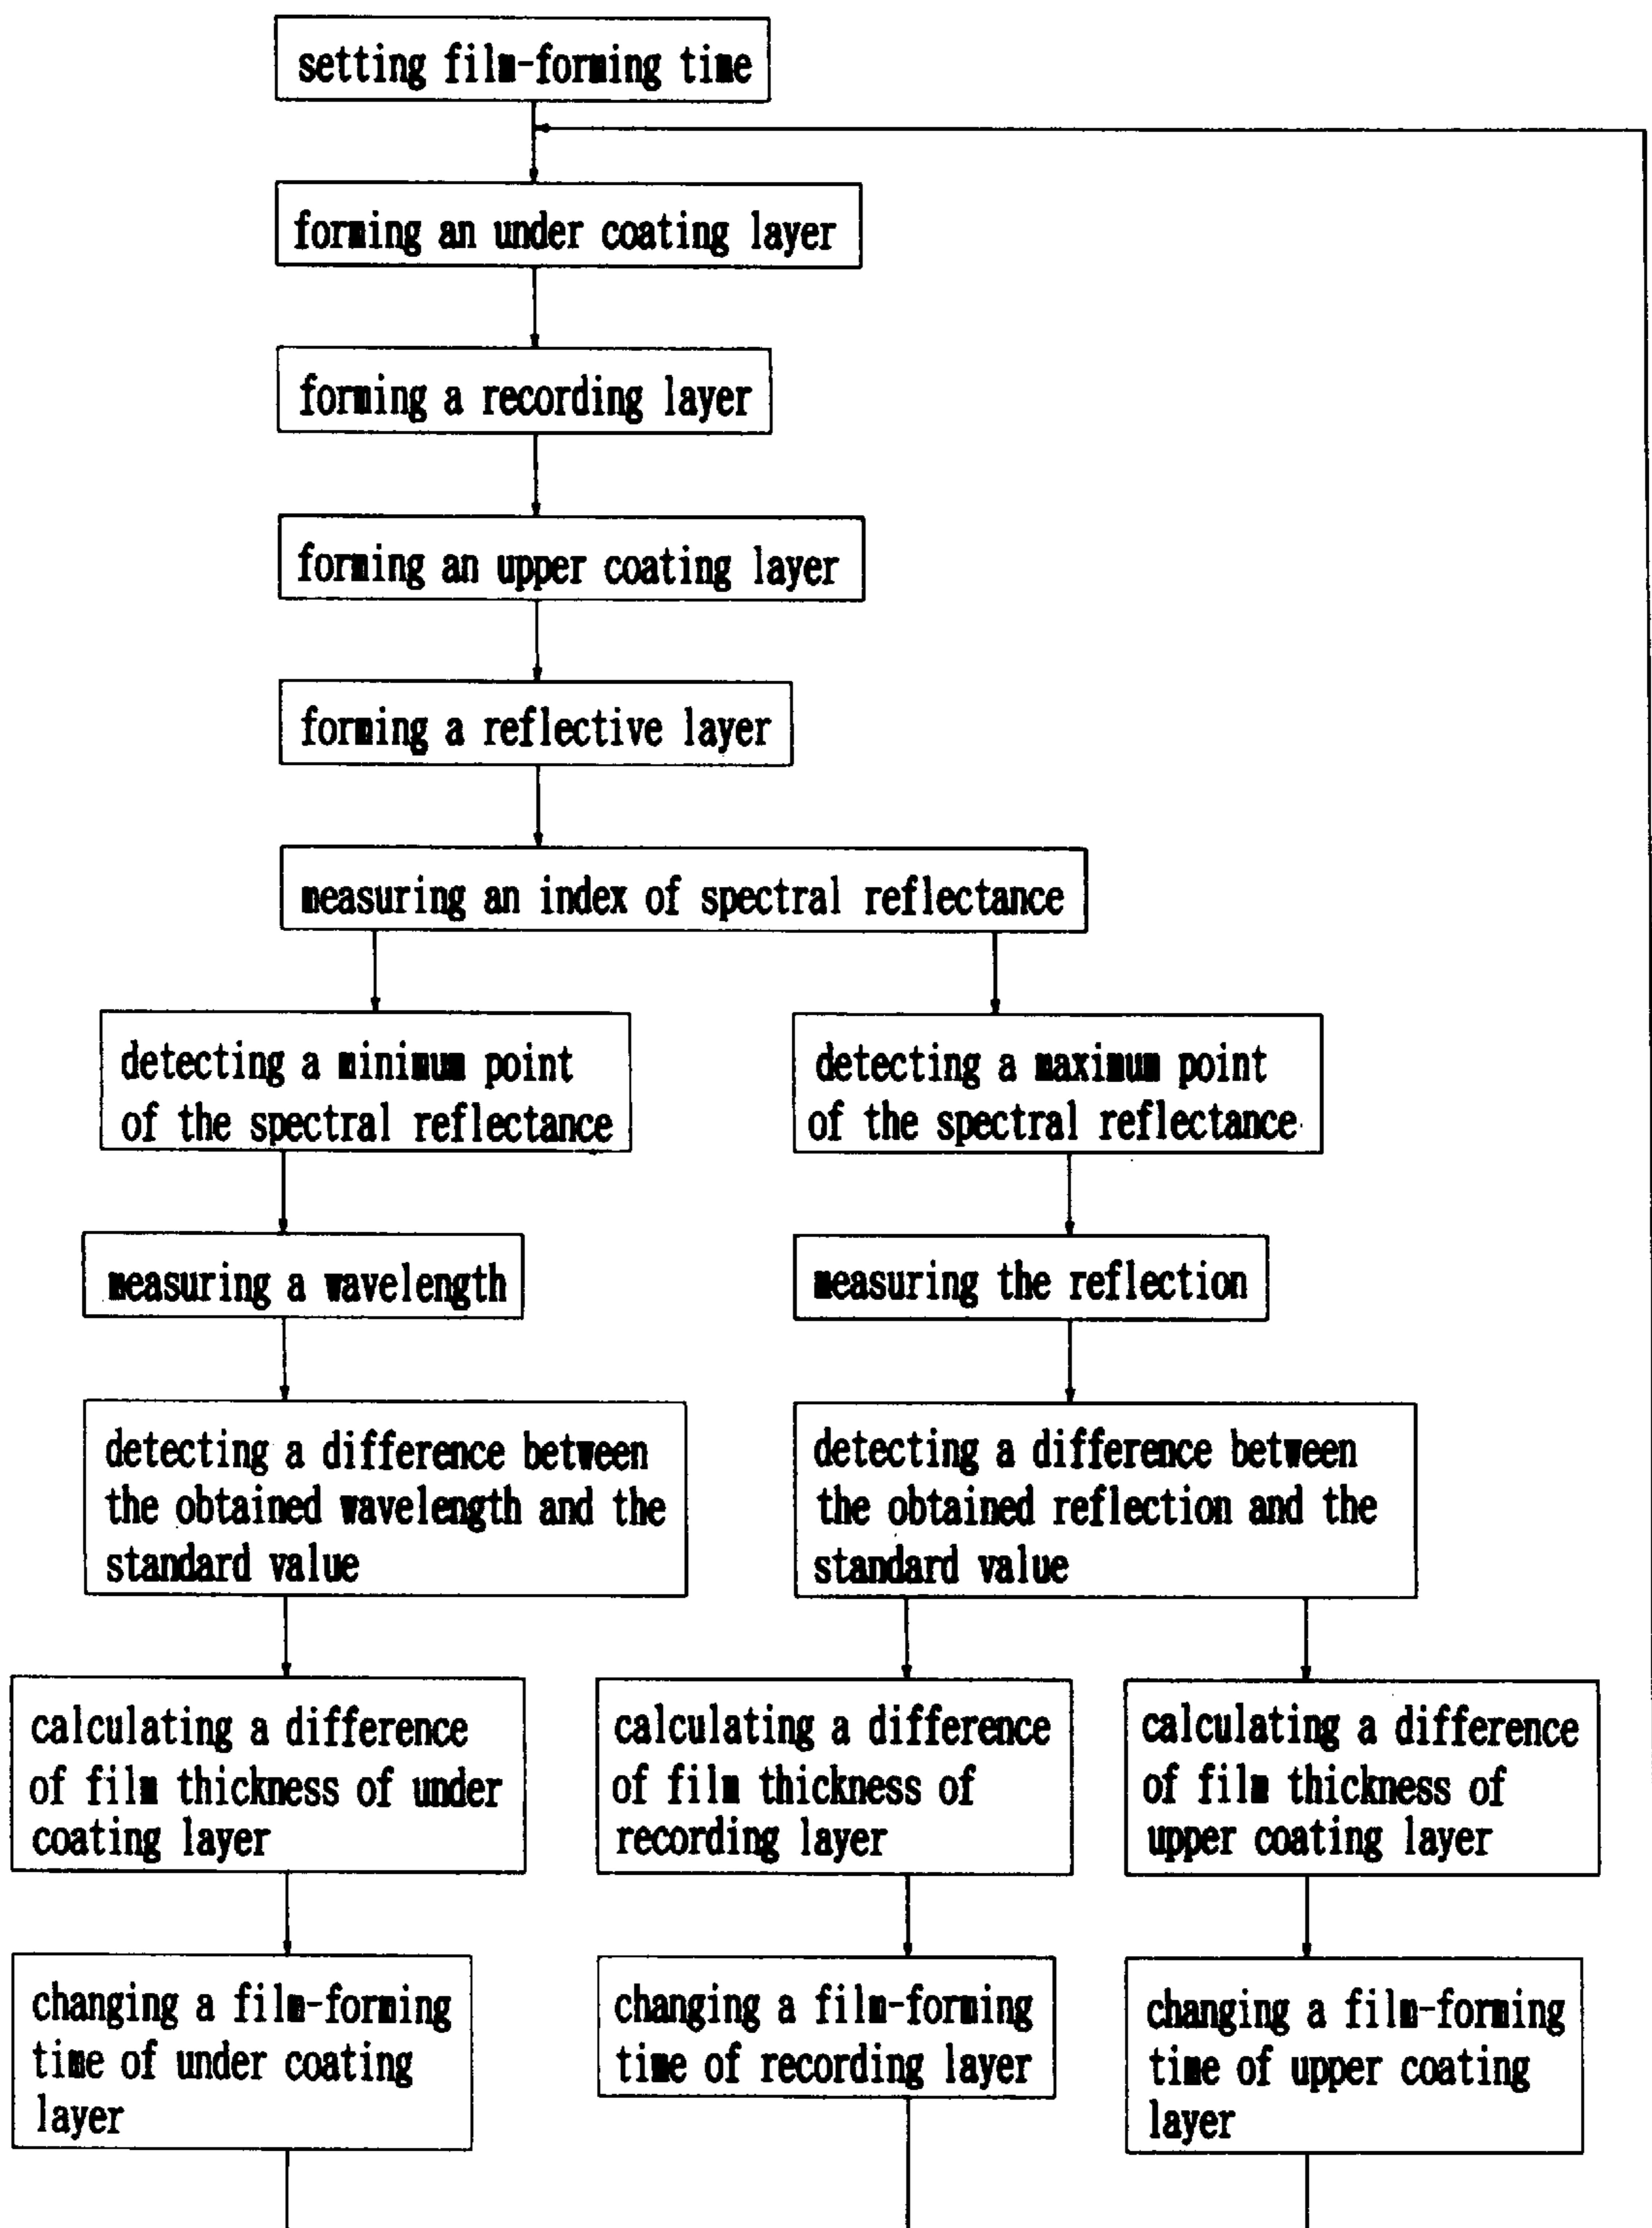 setting film-forming time
forming an under coating layer
forming a recording layer
forming an upper coating layer
forming a reflective layer
measuring an index of spectral reflectance
detecting a minimum point
of the spectral reflectance
detecting a maximum point
of the spectral reflectance
measuring a wavelength
measuring the reflection
detecting a difference between
the obtained wavelength and the
standard value
detecting a difference between
the obtained reflection and the
standard value
calculating a difference
of film thickness of under
coating layer
calculating a difference
of film thickness of
recording layer
calculating a difference
of film thickness of
upper coating layer
changing a film-forming
time of under coating
layer
changing a film-forming
time of recording layer
changing a film-forming
time of upper coating
layer